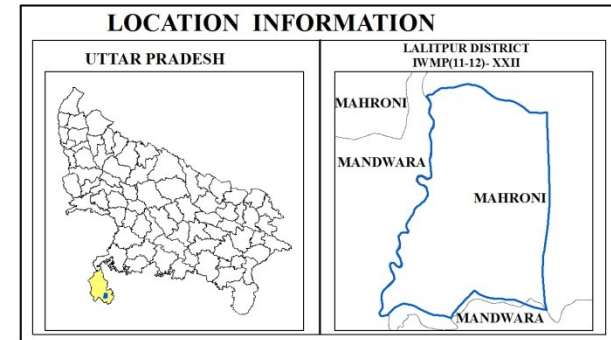 LOCATION INFORMATION
UTTAR PRADESH
LALITPUR DISTRICT
IWMP(11-12)- XXII
MAHRONI
MANDWARA
MAHRONI
MANDWARA